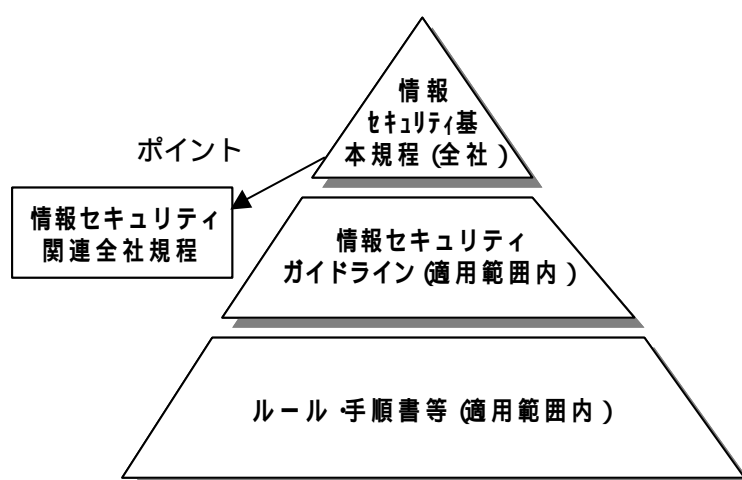 情報
セキュリティ基
本規程(全社)
ポイント
情報セキュリティ
関連全社規程
情報セキュリティ
ガイドライン(適用範囲内)
ルール・手順書等(適用範囲内)